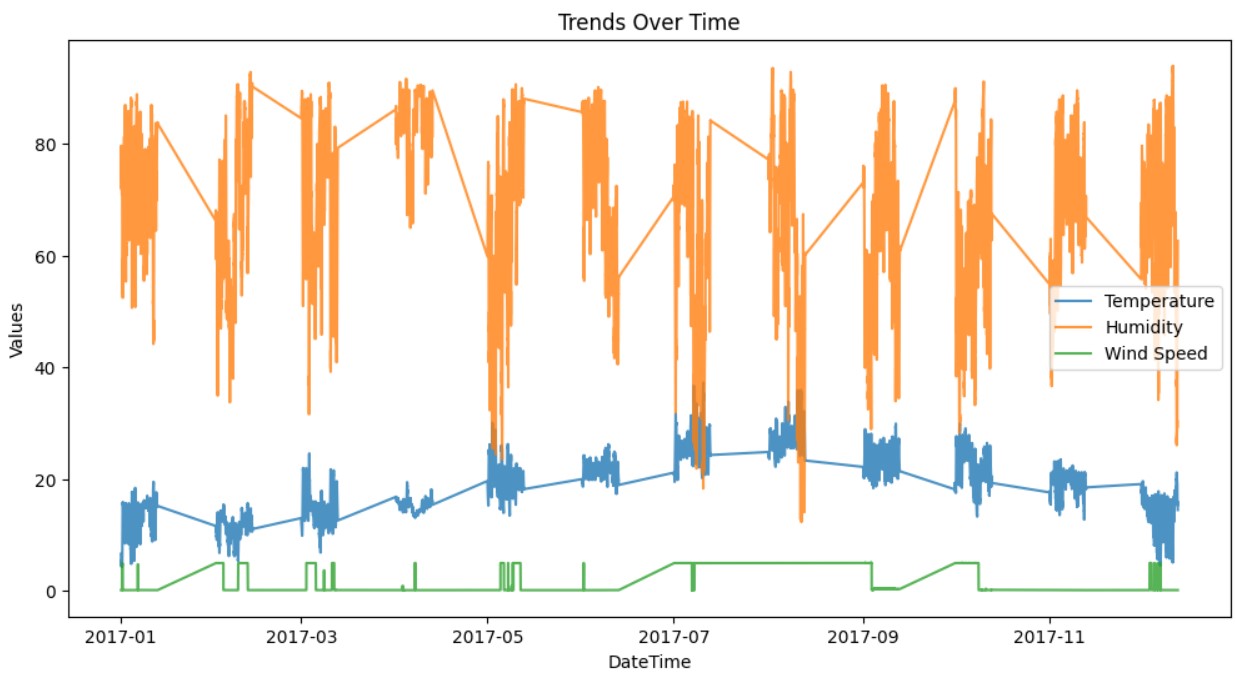 Trends Over Time
Values
80
60
40
20
0
Temperature
Humidity
Wind Speed
2017-01 2017-03 2017-05 2017-07 2017-09 2017-11
DateTime